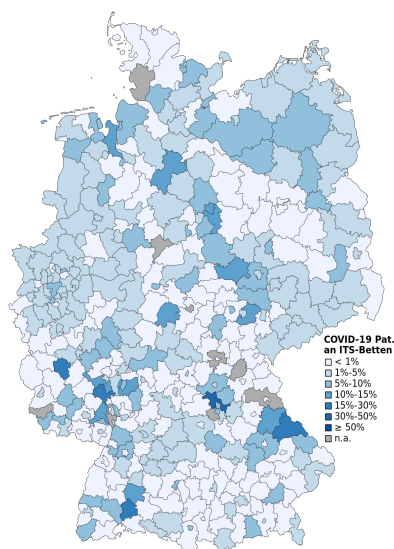 COVID-19 Pat.
an ITS-Betten
< 1%
1%-5%
5%-10%
10%-15%
15%-30%
30%-50%
≥ 50%
n.a.